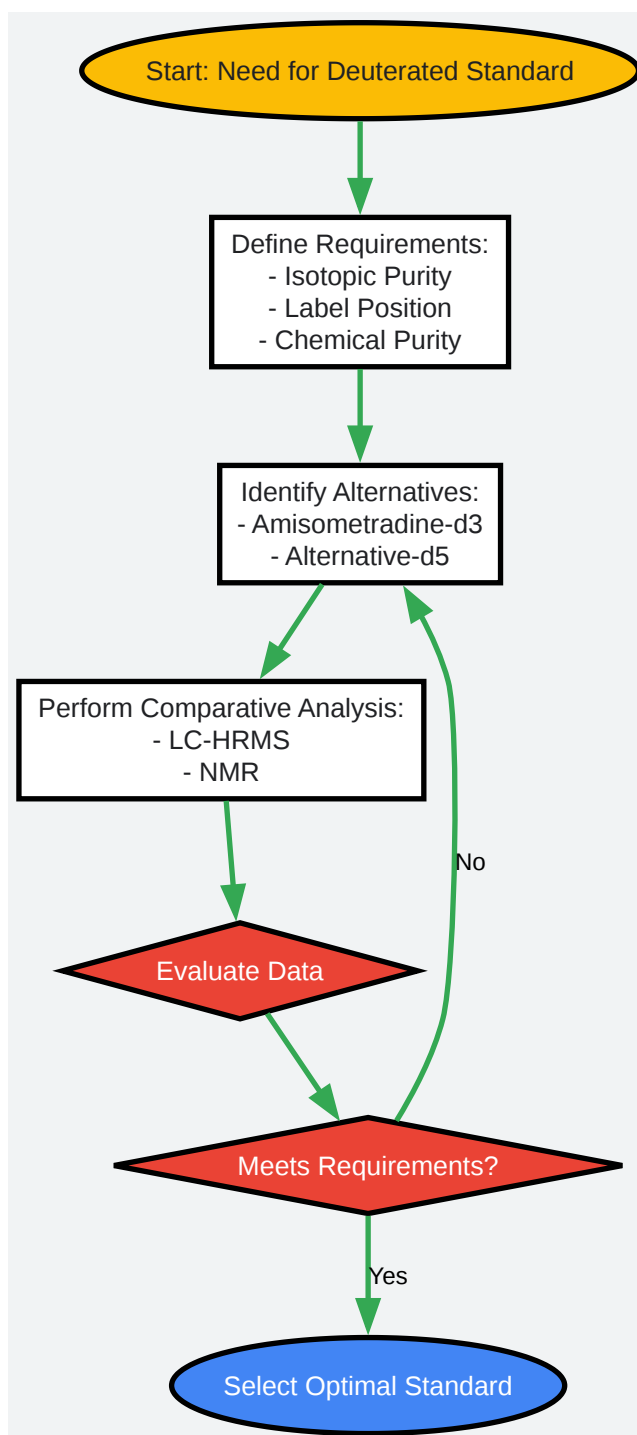 Start: Need for Deuterated Standard
Define Requirements:
- Isotopic Purity
- Label Position
- Chemical Purity
Identify Alternatives:
- Amisometradine-d3
- Alternative-d5
Perform Comparative Analysis:
- LC-HRMS
- NMR
No
Evaluate Data
Meets Requirements?
Yes
Select Optimal Standard